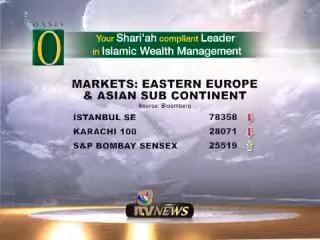 OASIS
Your Shari'ah compliant Leader
in Islamic Wealth Management
MARKETS: EASTERN EUROPE
& ASIAN SUB CONTINENT
Source: Bloomberg
ISTANBUL SE 78358
KARACHI 100 28071
S&P BOMBAY SENSEX 25519
itv NEWS